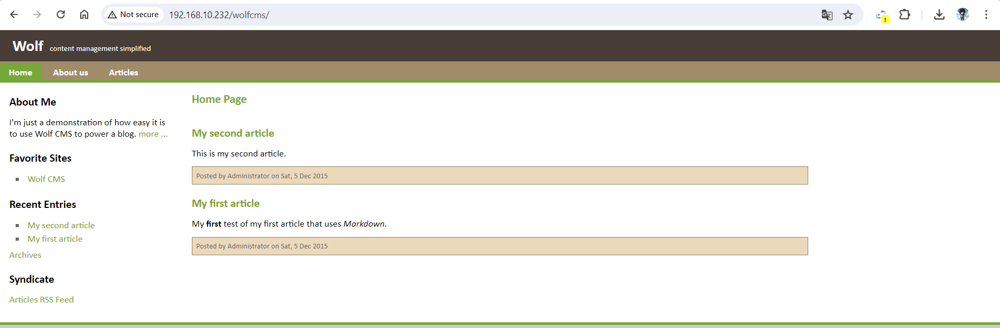 Not secure 192.168.10.232/wolfcms/
Wolf content management simplified
Home About us Articles
About Me
I'm just a demonstration of how easy it is
to use Wolf CMS to power a blog. more ...
Favorite Sites
Wolf CMS
Recent Entries
My second article
My first article
Archives
Syndicate
Articles RSS Feed
Home Page
My second article
This is my second article.
Posted by Administrator on Sat, 5 Dec 2015
My first article
My first test of my first article that uses Markdown.
Posted by Administrator on Sat, 5 Dec 2015